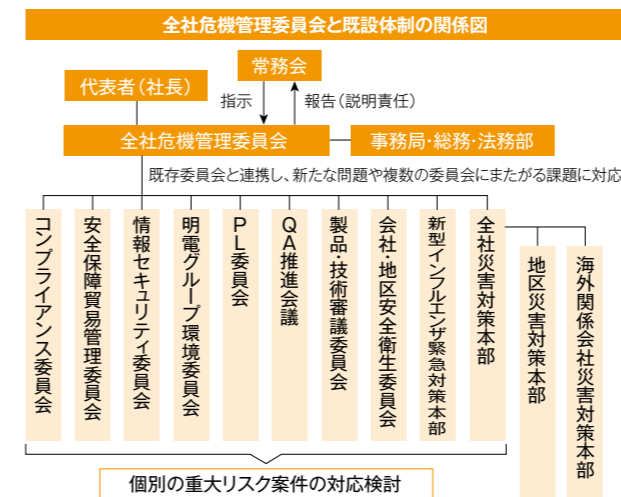 全社危機管理委員会と既設体制の関係図
常務会
代表者(社長)
指示
報告(説明責任)
全社危機管理委員会
事務局・総務・法務部
既存委員会と連携し、新たな問題や複数の委員会にまたがる課題に対応
コンプライアンス委員会
安全保障貿易管理委員会
情報セキュリティ委員会
明電グループ環境委員会
PL委員会
QA推進会議
製品・技術審議委員会
会社・地区安全衛生委員会
新型インフルエンザ緊急対策本部
全社災害対策本部
地区災害対策本部
海外関係会社災害対策本部
個別の重大リスク案件の対応検討